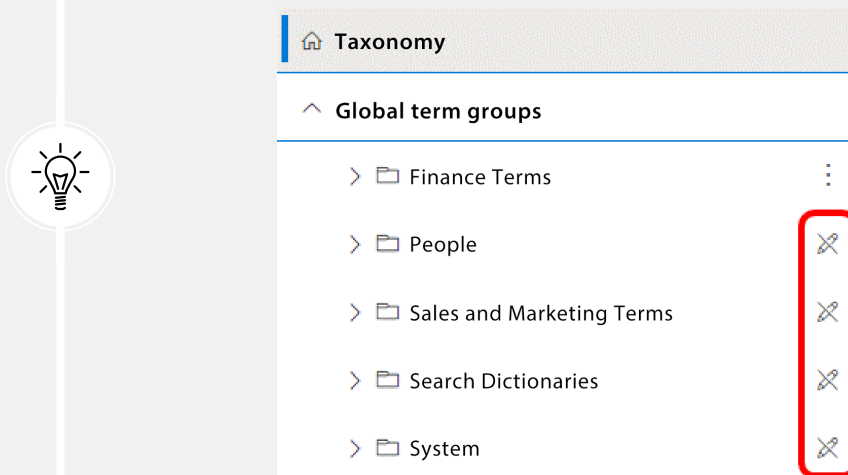 Taxonomy
Global term groups
Finance Terms
People
Sales and Marketing Terms
Search Dictionaries
System